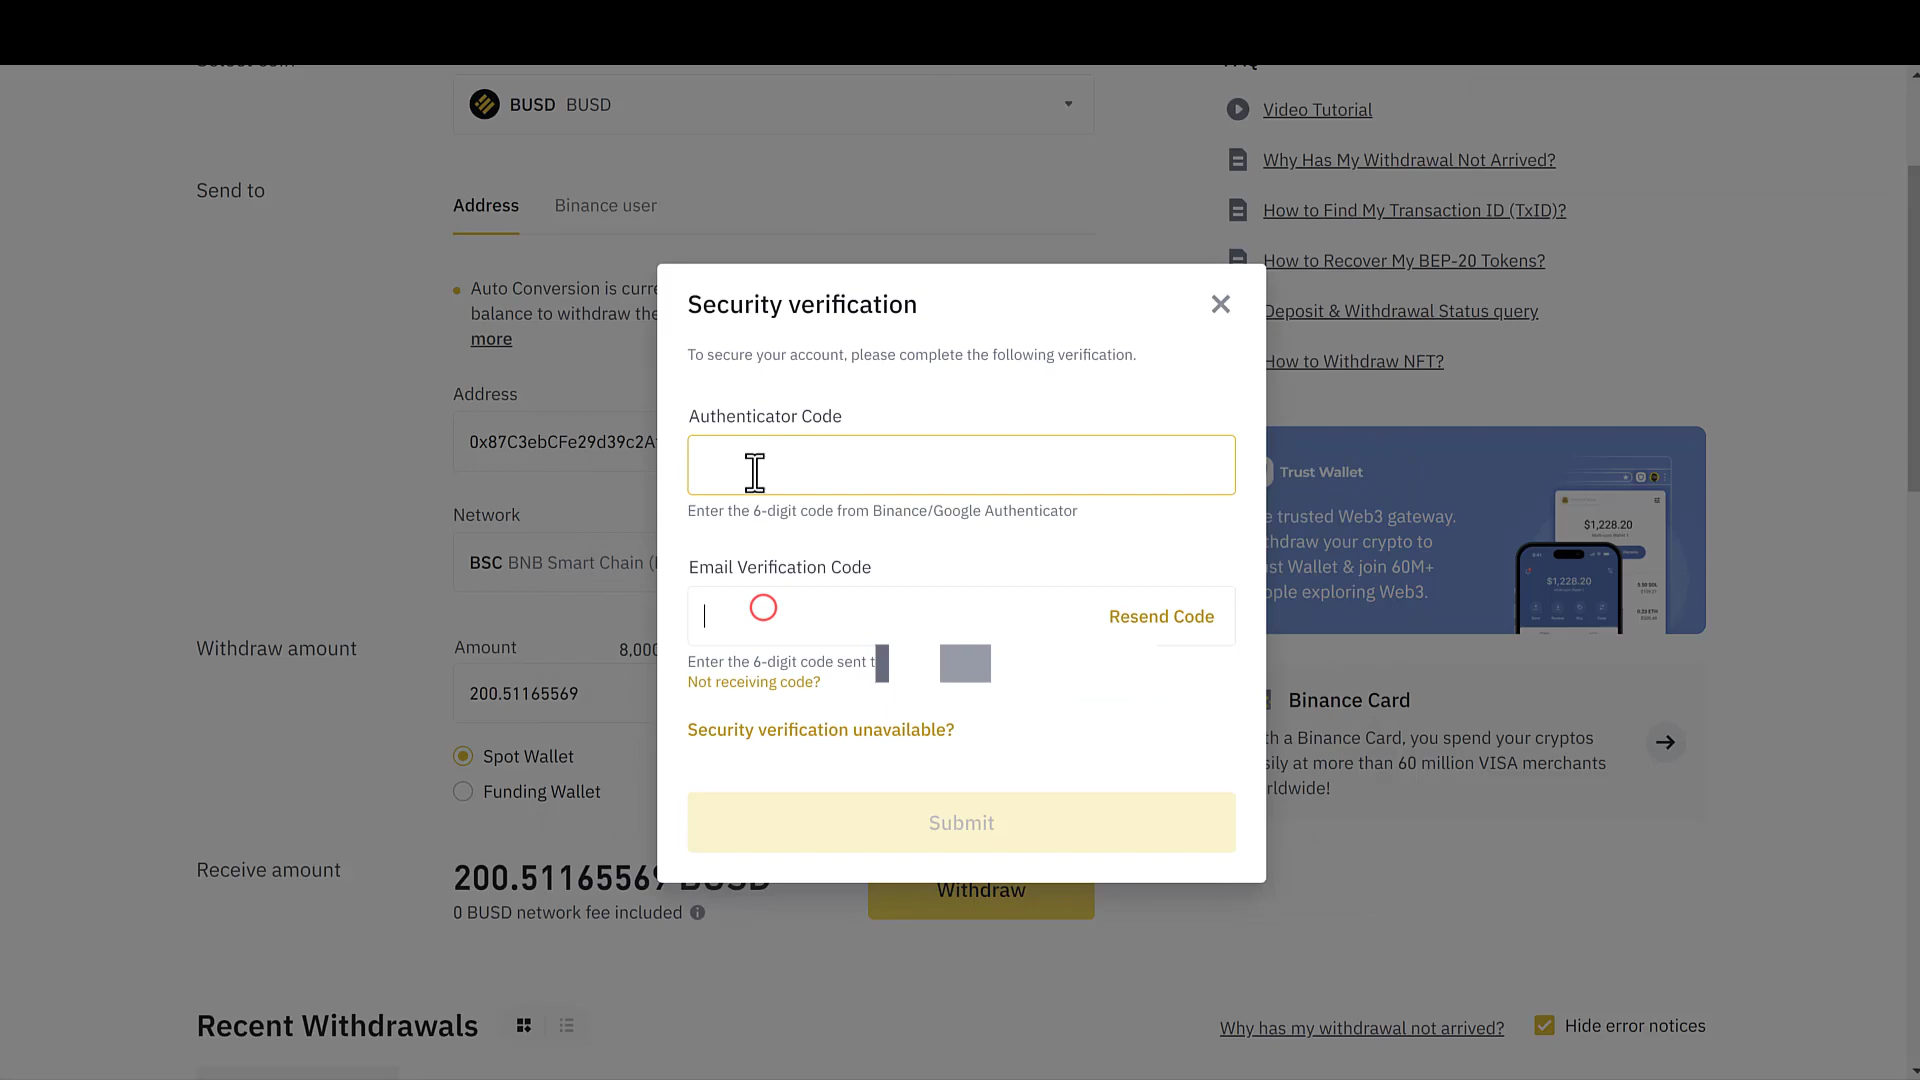 BUSD BUSD
Video Tutorial
Why Has My Withdrawal Not Arrived?
Send to
Address Binance user
How to Find My Transaction ID (TxID)?
How to Recover My BEP-20 Tokens?
Deposit & Withdrawal Status query
How to Withdraw NFT?
Auto Conversion is curre
balance to withdraw the
more
Address
0x87C3ebCFe29d39c2A
Network
BSC BNB Smart Chain (
Withdraw amount
Amount 8,000
200.51165569
Spot Wallet
Funding Wallet
Receive amount
200.51165569 BUSD
0 BUSD network fee included
Withdraw
Security verification
To secure your account, please complete the following verification.
Authenticator Code
Enter the 6-digit code from Binance/Google Authenticator
Email Verification Code
Resend Code
Enter the 6-digit code sent t
Not receiving code?
Security verification unavailable?
Submit
Trust Wallet
e trusted Web3 gateway.
thdraw your crypto to
st Wallet & join 60M+
ople exploring Web3.
$1,228.20
$1,228.20
Binance Card
th a Binance Card, you spend your cryptos
sily at more than 60 million VISA merchants
rldwide!
Recent Withdrawals
Why has my withdrawal not arrived?
Hide error notices